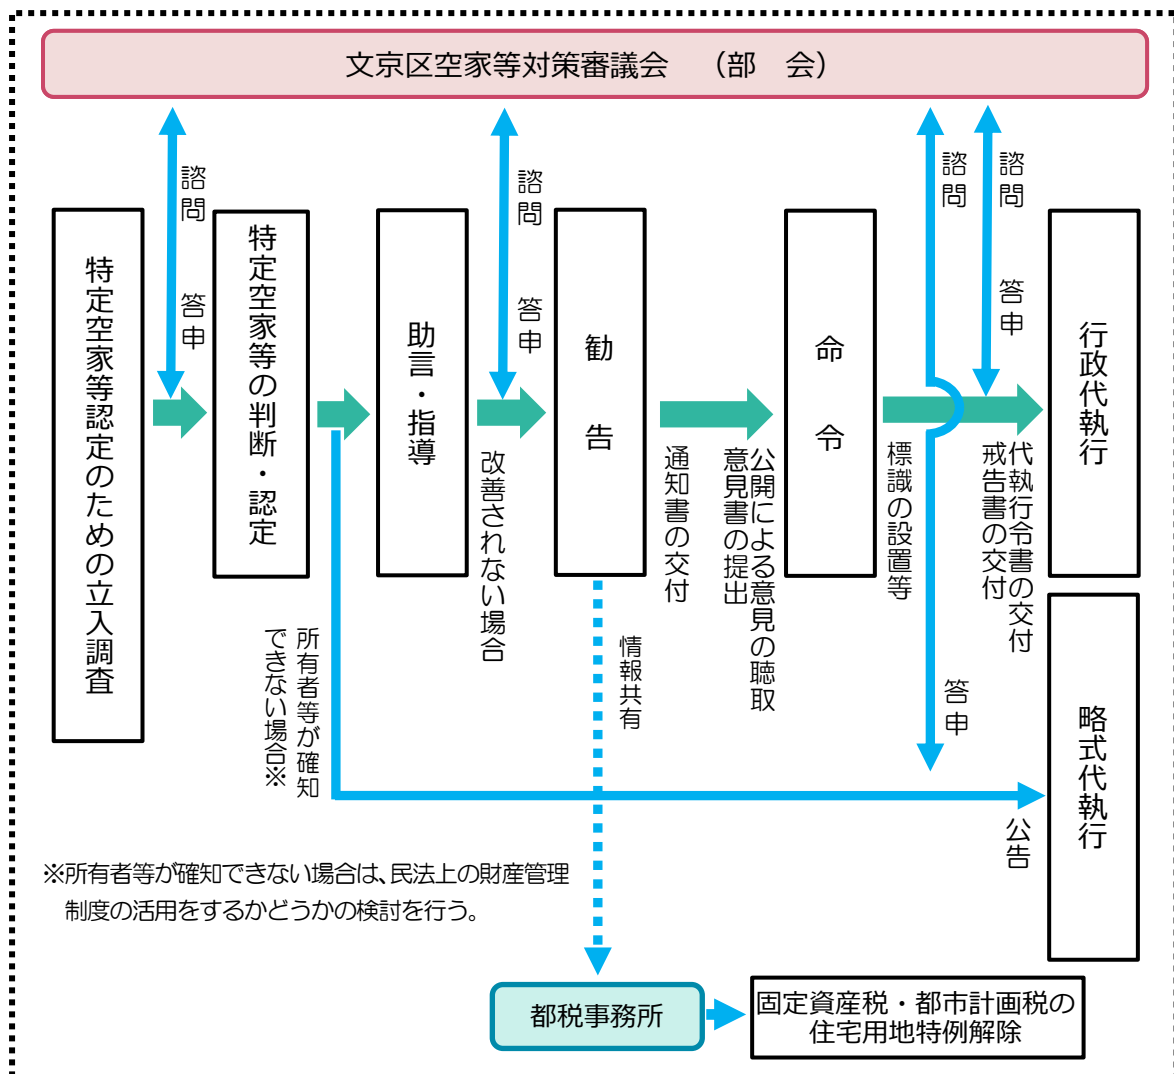 文京区空家等対策審議会　（部　会）
諮問
答申
諮問
答申
諮問
答申
諮問
答申
特定空家等認定のための立入調査
特定空家等の判断・認定
助言・指導
改善されない場合
勧告
通知書の交付
公開による意見の聴取
意見書の提出
命令
標識の設置等
代執行令書の交付
戒告書の交付
行政代執行
所有者等が確知
できない場合※
情報共有
公告
略式代執行
※所有者等が確知できない場合は、民法上の財産管理
制度の活用をするかどうかの検討を行う。
都税事務所
固定資産税・都市計画税の
住宅用地特例解除